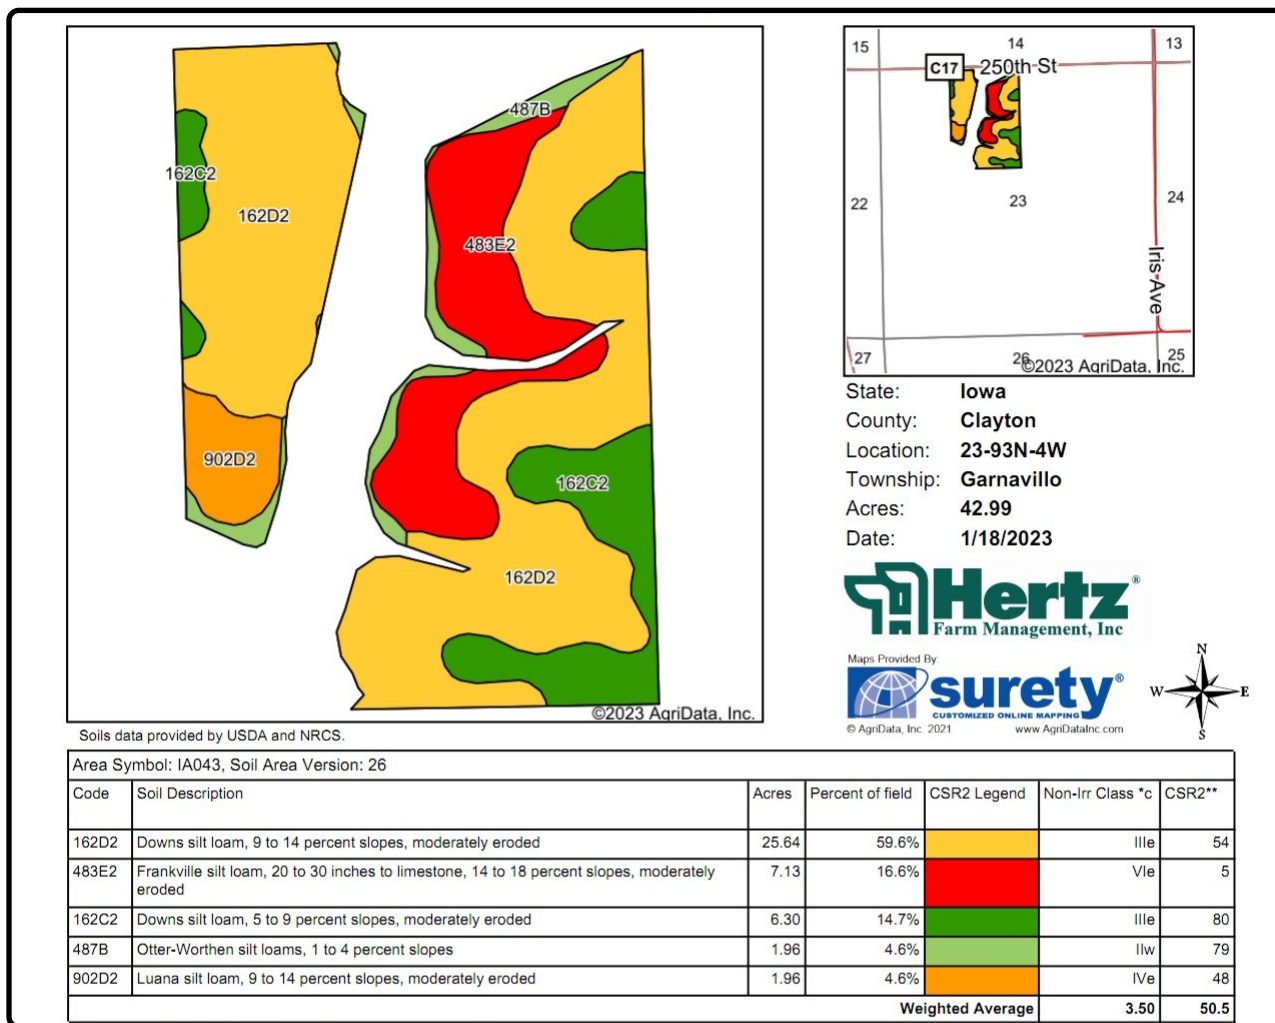 487B
162C2
162D2
483E2
902D2
162C2
162D2
©2023 AgriData, Inc.
15
14
13
C17
250th St
22
23
24
Iris Ave
27
26
25
©2023 AgriData, Inc.
State: Iowa
County: Clayton
Location: 23-93N-4W
Township: Garnavillo
Acres: 42.99
Date: 1/18/2023
Hertz®
Farm Management, Inc
Maps Provided By:
surety®
CUSTOMIZED ONLINE MAPPING
© AgriData, Inc. 2021 www.AgriDataInc.com
N
W E
S
Soils data provided by USDA and NRCS.
Area Symbol: IA043, Soil Area Version: 26
Code Soil Description Acres Percent of field CSR2 Legend Non-Irr Class *c CSR2**
162D2 Downs silt loam, 9 to 14 percent slopes, moderately eroded 25.64 59.6% IIIe 54
483E2 Frankville silt loam, 20 to 30 inches to limestone, 14 to 18 percent slopes, moderately 7.13 16.6% VIe 5
eroded
162C2 Downs silt loam, 5 to 9 percent slopes, moderately eroded 6.30 14.7% IIIe 80
487B Otter-Worthen silt loams, 1 to 4 percent slopes 1.96 4.6% IIw 79
902D2 Luana silt loam, 9 to 14 percent slopes, moderately eroded 1.96 4.6% IVe 48
Weighted Average 3.50 50.5